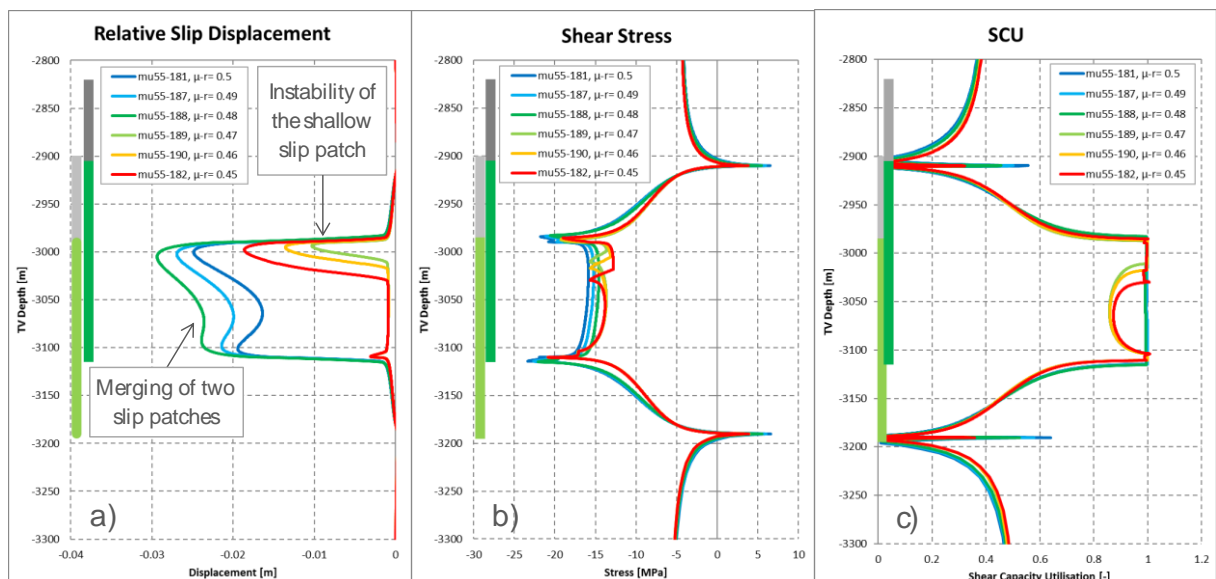 Relative Slip Displacement
-2800
-2850
-2900
-2950
-3000
-3050
-3100
-3150
-3200
-3250
-3300
TV Depth [m]
mu55-181, μ-r= 0.5
mu55-187, μ-r= 0.49
mu55-188, μ-r= 0.48
mu55-189, μ-r= 0.47
mu55-190, μ-r= 0.46
mu55-182, μ-r= 0.45
Instability of
the shallow
slip patch
Merging of two
slip patches
a)
-0.04
-0.03
-0.02
-0.01
0
Displacement [m]
Shear Stress
-2800
-2850
-2900
-2950
-3000
-3050
-3100
-3150
-3200
-3250
-3300
TV Depth [m]
mu55-181, μ-r= 0.5
mu55-187, μ-r= 0.49
mu55-188, μ-r= 0.48
mu55-189, μ-r= 0.47
mu55-190, μ-r= 0.46
mu55-182, μ-r= 0.45
b)
-30
-25
-20
-15
-10
-5
0
5
10
Stress [MPa]
SCU
-2800
-2850
-2900
-2950
-3000
-3050
-3100
-3150
-3200
-3250
-3300
TV Depth [m]
mu55-181, μ-r= 0.5
mu55-187, μ-r= 0.49
mu55-188, μ-r= 0.48
mu55-189, μ-r= 0.47
mu55-190, μ-r= 0.46
mu55-182, μ-r= 0.45
c)
0
0.2
0.4
0.6
0.8
1
1.2
Shear Capacity Utilisation [-]